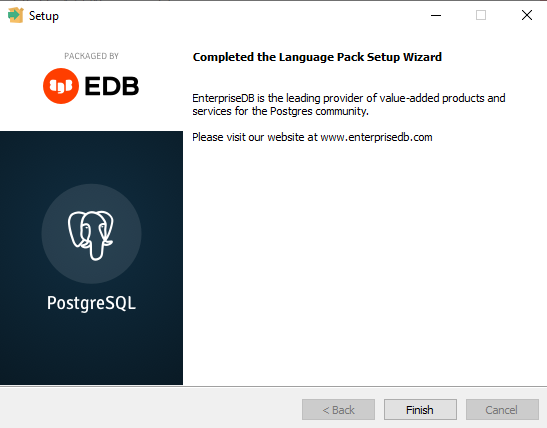 Setup
PACKAGED BY
EDB
PostgreSQL
Completed the Language Pack Setup Wizard
EnterpriseDB is the leading provider of value-added products and
services for the Postgres community.
Please visit our website at www.enterprisedb.com
< Back
Finish
Cancel